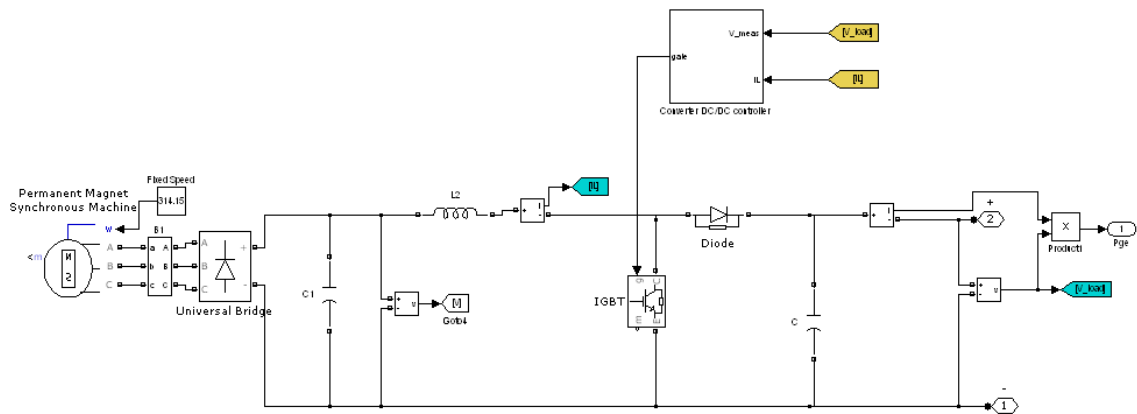 [V_load]
V_meas
gate
[IL]
IL
Converter DC/DC controller
Fixed Speed
314.15
Permanent Magnet
Synchronous Machine
w
<m
N
S
A
B
C
B1
a
b
c
A
B
C
A
B
C
+
-
Universal Bridge
C1
+
-
v
[V]
Goto4
L2
+
-
i
[IL]
Diode
g
C
m
E
IGBT
C
+
-
i
+
2
+
-
v
X
Product1
1
Pge
[V_load]
-
1